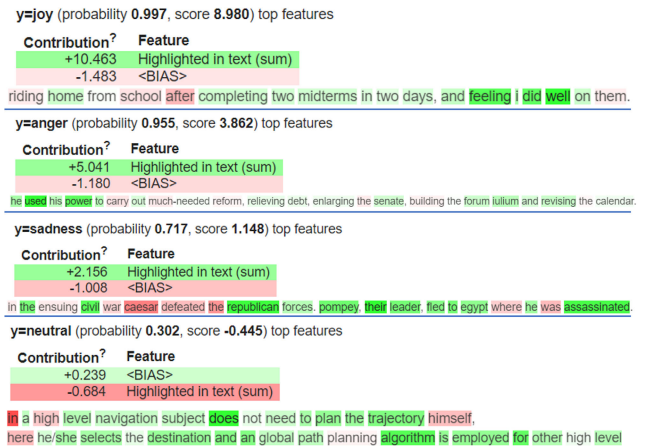 y=joy (probability 0.997, score 8.980) top features
Contribution? Feature
+10.463 Highlighted in text (sum)
-1.483 <BIAS>
riding home from school after completing two midterms in two days, and feeling i did well on them.
y=anger (probability 0.955, score 3.862) top features
Contribution? Feature
+5.041 Highlighted in text (sum)
-1.180 <BIAS>
he used his power to carry out much-needed reform, relieving debt, enlarging the senate, building the forum iulium and revising the calendar.
y=sadness (probability 0.717, score 1.148) top features
Contribution? Feature
+2.156 Highlighted in text (sum)
-1.008 <BIAS>
in the ensuing civil war caesar defeated the republican forces. pompey, their leader, fled to egypt where he was assassinated.
y=neutral (probability 0.302, score -0.445) top features
Contribution? Feature
+0.239 <BIAS>
-0.684 Highlighted in text (sum)
in a high level navigation subject does not need to plan the trajectory himself,
here he/she selects the destination and an global path planning algorithm is employed for other high level